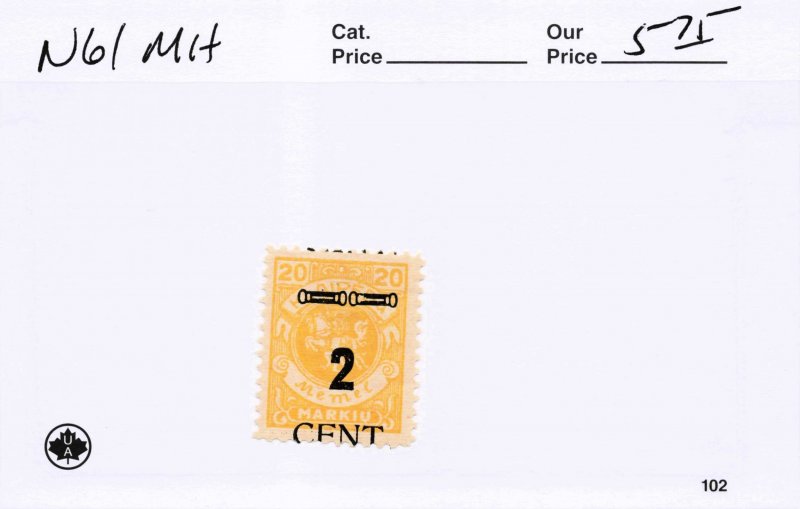 N61 MH Cat. Our
Price Price 5 75
20 20
2
Memel
MARKIU
CENT
U
A
102